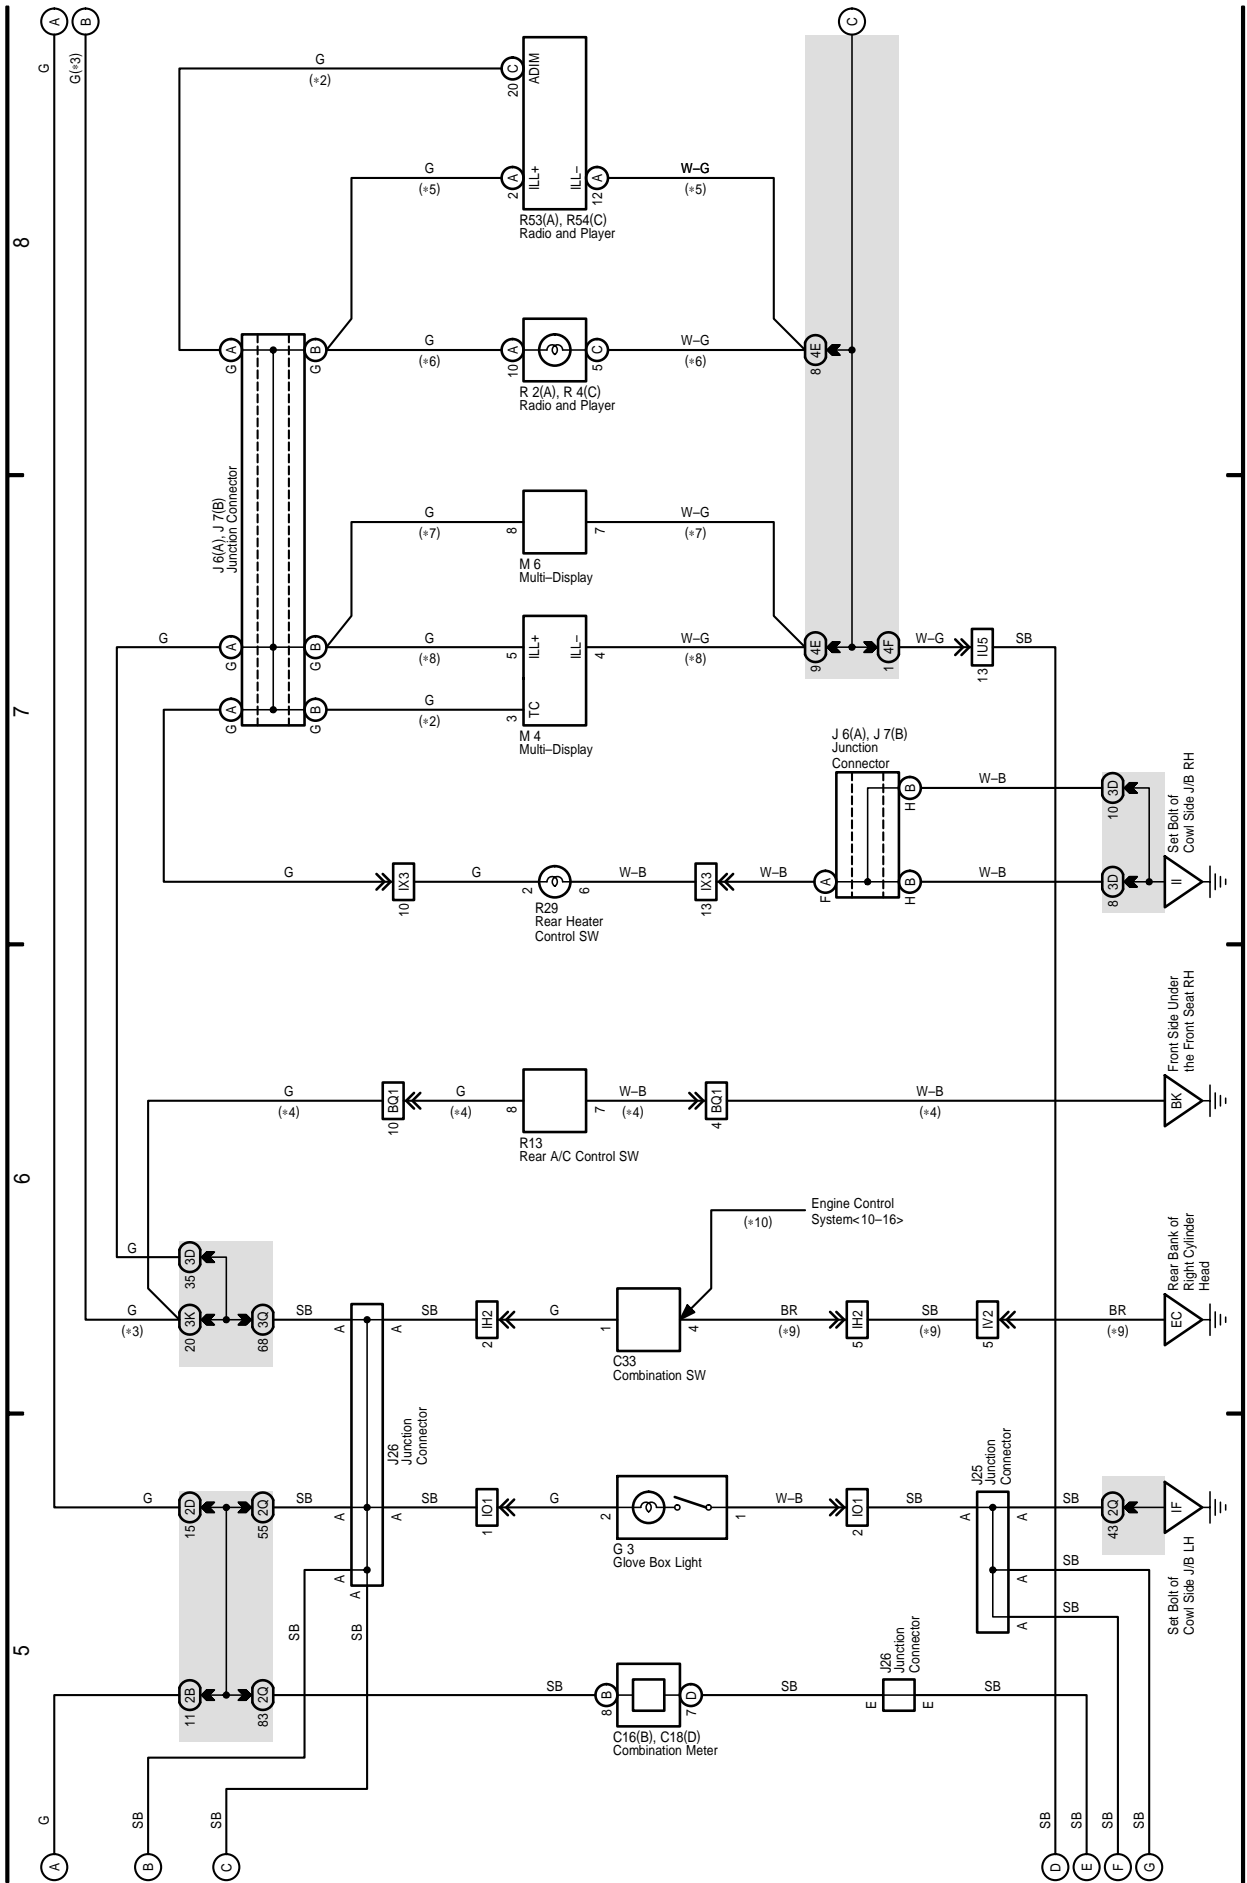 A
B
C
G
G(*3)
8
G
(*2)
20
C
ADIM
G
(*5)
2
A
ILL+
ILL-
A
12
W-G
(*5)
R53(A), R54(C)
Radio and Player
A
G
B
G
G
(*6)
10
A
C
5
W-G
(*6)
8
4E
R 2(A), R 4(C)
Radio and Player
J 6(A), J 7(B)
Junction Connector
G
(*7)
8
7
W-G
(*7)
M 6
Multi-Display
G
A
G
B
G
G
(*8)
5
ILL+
ILL-
4
W-G
(*8)
9
4E
1
4F
W-G
13
IU5
SB
7
A
G
B
G
G
(*2)
3
TC
M 4
Multi-Display
J 6(A), J 7(B)
Junction
Connector
B
H
W-B
10
3D
Set Bolt of
Cowl Side J/B RH
G
10
IX3
G
2
6
W-B
13
IX3
W-B
A
F
B
H
W-B
8
3D
II
R29
Rear Heater
Control SW
G
(*4)
10
BQ1
G
(*4)
8
7
W-B
(*4)
4
BQ1
W-B
(*4)
BK
Front Side Under
the Front Seat RH
R13
Rear A/C Control SW
6
Engine Control
System<10-16>
(*10)
G
35
3D
G
(*3)
20
3K
68
3Q
SB
A
A
SB
2
IH2
G
1
4
BR
(*9)
5
IH2
SB
(*9)
5
IV2
BR
(*9)
EC
Rear Bank of
Right Cylinder
Head
C33
Combination SW
J26
Junction
Connector
J25
Junction
Connector
G
15
2D
55
2Q
SB
A
A
SB
1
IO1
G
2
1
W-B
2
IO1
SB
A
A
SB
43
2Q
IF
Set Bolt of
Cowl Side J/B LH
G 3
Glove Box Light
SB
A
A
SB
A
SB
A
SB
5
J26
Junction
Connector
11
2B
83
2Q
SB
8
B
D
7
SB
E
E
SB
C16(B), C18(D)
Combination Meter
G
SB
SB
SB
SB
SB
SB
A
B
C
D
E
F
G